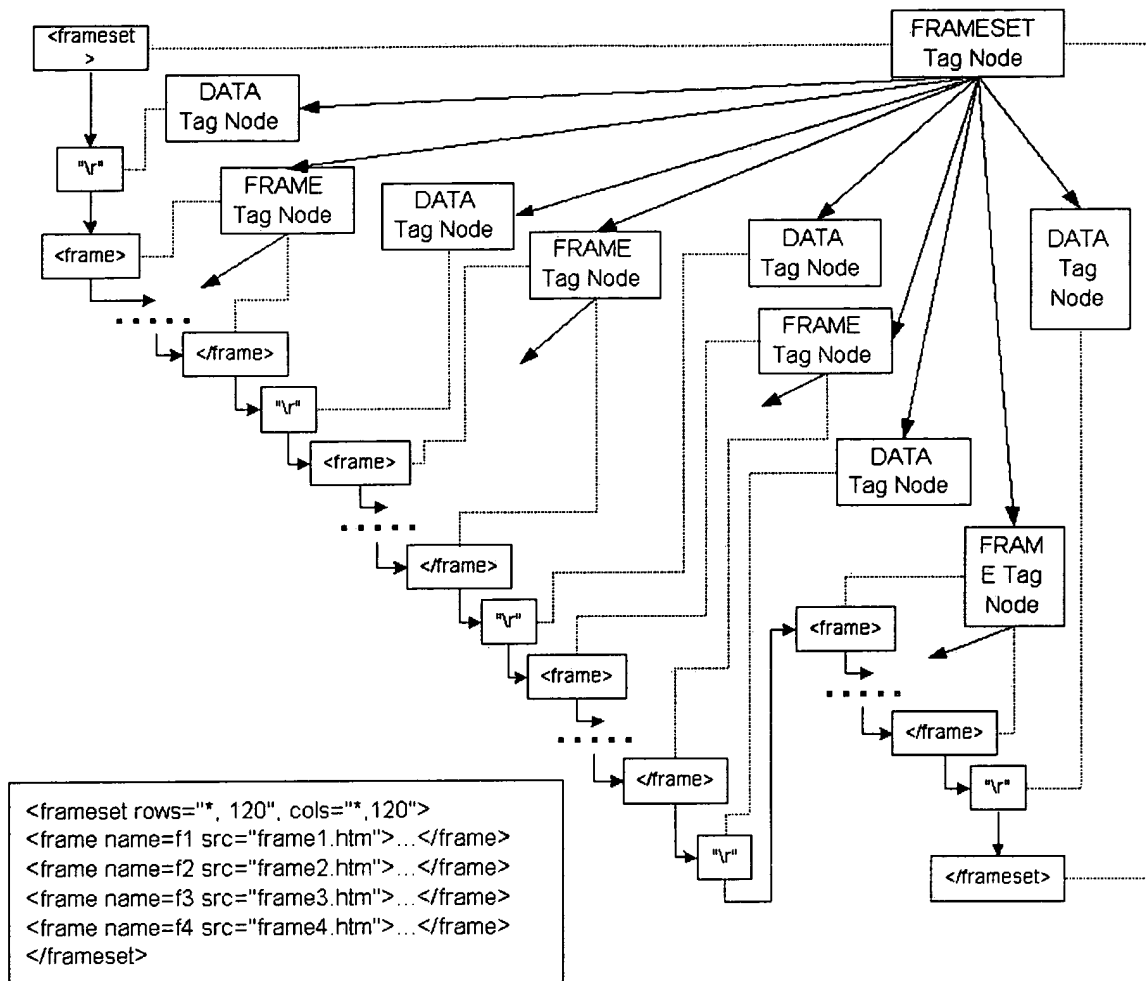 <frameset
>
FRAMESET
Tag Node
DATA
Tag Node
"\r"
FRAME
Tag Node
DATA
Tag Node
DATA
Tag Node
DATA
Tag
Node
<frame>
FRAME
Tag Node
FRAME
Tag Node
</frame>
"\r"
<frame>
DATA
Tag Node
</frame>
FRAM
E Tag
Node
"\r"
<frame>
<frame>
</frame>
</frame>
"\r"
"\r"
</frameset>
<frameset rows="*, 120", cols="*,120">
<frame name=f1 src="frame1.htm">...</frame>
<frame name=f2 src="frame2.htm">...</frame>
<frame name=f3 src="frame3.htm">...</frame>
<frame name=f4 src="frame4.htm">...</frame>
</frameset>